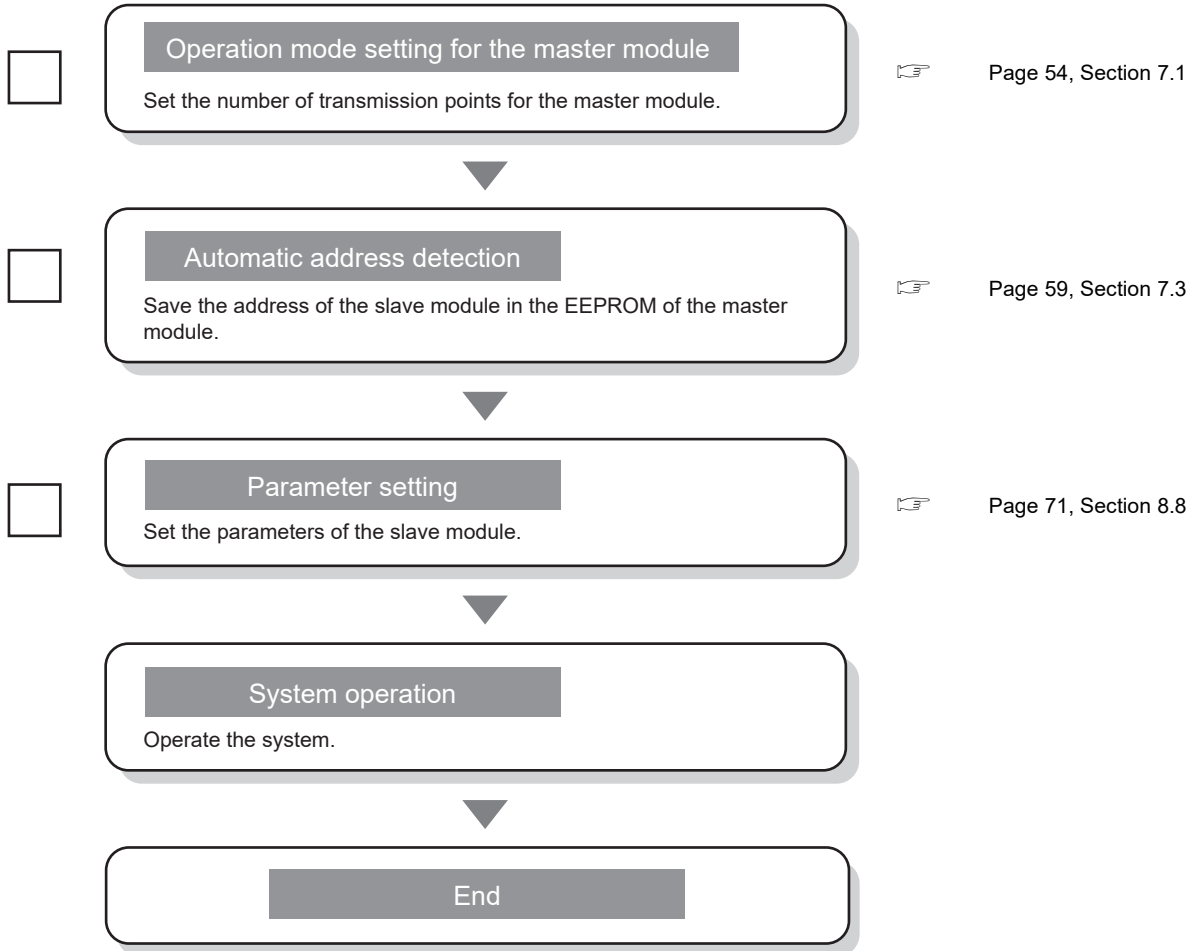 Operation mode setting for the master module
Set the number of transmission points for the master module.
Page 54, Section 7.1
Automatic address detection
Save the address of the slave module in the EEPROM of the master
module.
Page 59, Section 7.3
Parameter setting
Set the parameters of the slave module.
Page 71, Section 8.8
System operation
Operate the system.
End